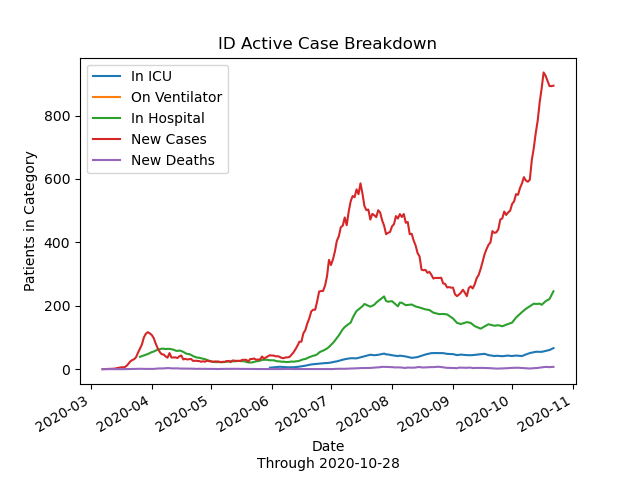 ID Active Case Breakdown
In ICU
On Ventilator
In Hospital
New Cases
New Deaths
Patients in Category
800
600
400
200
0
2020-03
2020-04
2020-05
2020-06
2020-07
2020-08
2020-09
2020-10
2020-11
Date
Through 2020-10-28